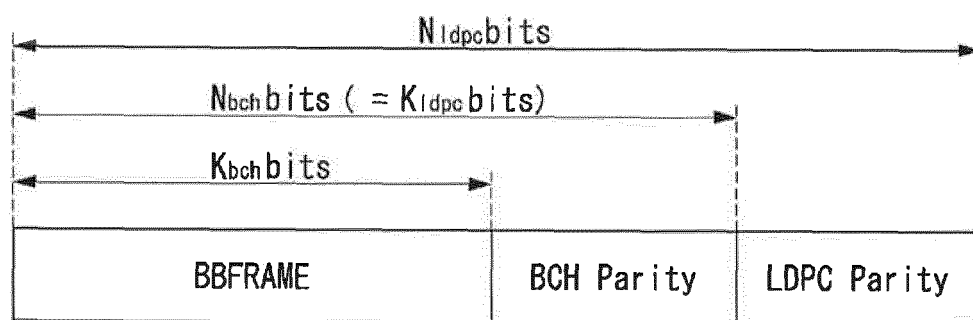 Nldpcbits
Nbchbits ( = Kldpcbits)
Kbchbits
BBFRAME BCH Parity LDPC Parity